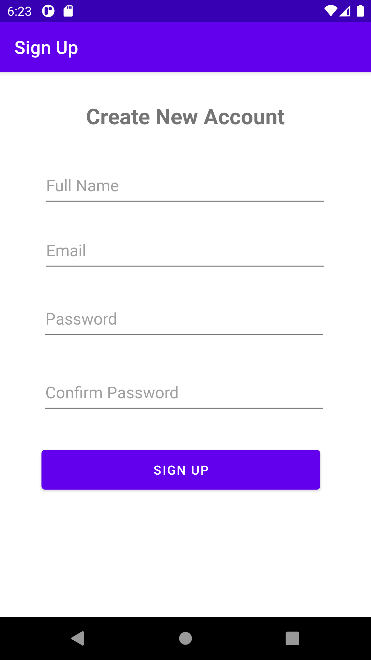 6:23
Sign Up
Create New Account
Full Name
Email
Password
Confirm Password
SIGN UP